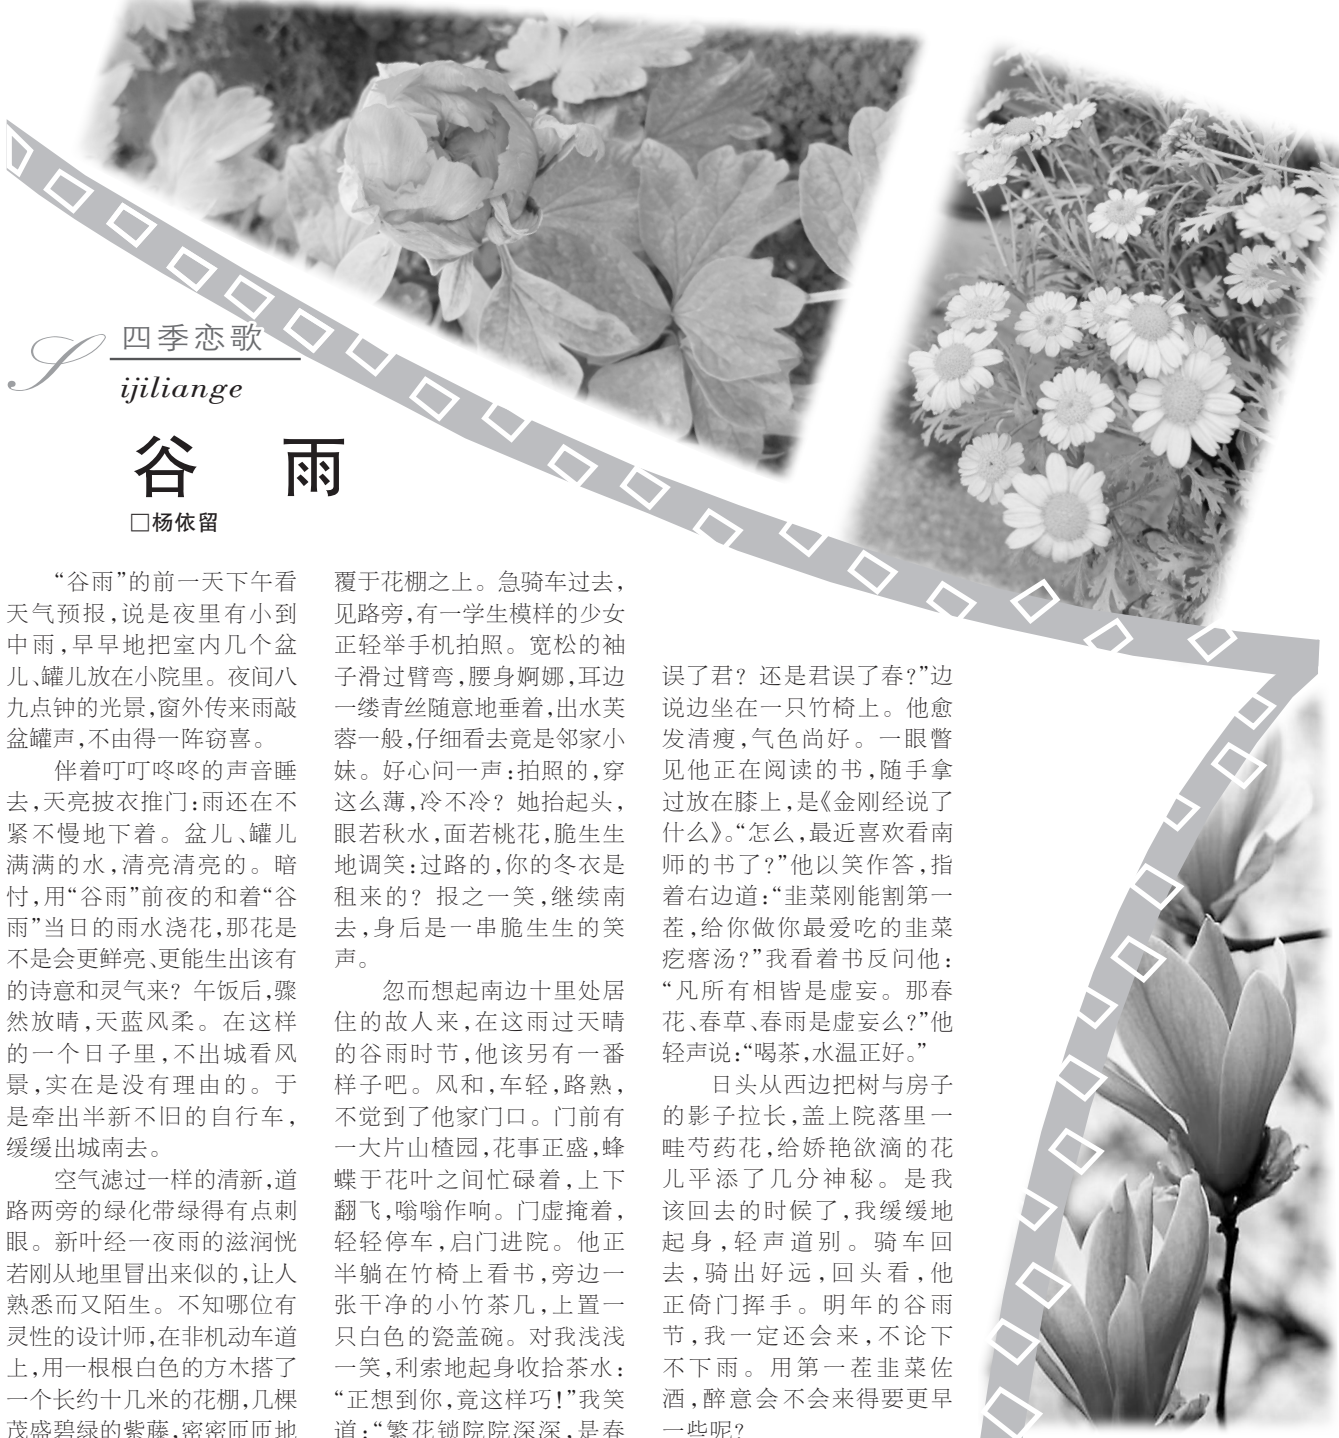 四季恋歌
ijiliange
谷 雨
□杨依留
“谷雨”的前一天下午看
天气预报,说是夜里有小到
中雨,早早地把室内几个盆
儿、罐儿放在小院里。夜间八
九点钟的光景,窗外传来雨敲
盆罐声,不由得一阵窃喜。
伴着叮叮咚咚的声音睡
去,天亮披衣推门:雨还在不
紧不慢地下着。盆儿、罐儿
满满的水,清亮清亮的。暗
忖,用“谷雨”前夜的和着“谷
雨”当日的雨水浇花,那花是
不是会更鲜亮、更能生出该有
的诗意和灵气来?午饭后,骤
然放晴,天蓝风柔。在这样
的一个日子里,不出城看风
景,实在是没有理由的。于
是牵出半新不旧的自行车,
缓缓出城南去。
空气滤过一样的清新,道
路两旁的绿化带绿得有点刺
眼。新叶经一夜雨的滋润恍
若刚从地里冒出来似的,让人
熟悉而又陌生。不知哪位有
灵性的设计师,在非机动车道
上,用一根根白色的方木搭了
一个长约十几米的花棚,几棵
茂盛碧绿的紫藤,密密匝匝地
覆于花棚之上。急骑车过去,
见路旁,有一学生模样的少女
正轻举手机拍照。宽松的袖
子滑过臂弯,腰身婀娜,耳边
一缕青丝随意地垂着,出水芙
蓉一般,仔细看去竟是邻家小
妹。好心问一声:拍照的,穿
这么薄,冷不冷?她抬起头,
眼若秋水,面若桃花,脆生生
地调笑:过路的,你的冬衣是
租来的?报之一笑,继续南
去,身后是一串脆生生的笑
声。
忽而想起南边十里处居
住的故人来,在这雨过天晴
的谷雨时节,他该另有一番
样子吧。风和,车轻,路熟,
不觉到了他家门口。门前有
一大片山楂园,花事正盛,蜂
蝶于花叶之间忙碌着,上下
翻飞,嗡嗡作响。门虚掩着,
轻轻停车,启门进院。他正
半躺在竹椅上看书,旁边一
张干净的小竹茶几,上置一
只白色的瓷盖碗。对我浅浅
一笑,利索地起身收拾茶水:
“正想到你,竟这样巧!”我笑
道:“繁花锁院院深深,是春
误了君?还是君误了春?”边
说边坐在一只竹椅上。他愈
发清瘦,气色尚好。一眼瞥
见他正在阅读的书,随手拿
过放在膝上,是《金刚经说了
什么》。“怎么,最近喜欢看南
师的书了?”他以笑作答,指
着右边道:“韭菜刚能割第一
茬,给你做你最爱吃的韭菜
疙瘩汤?”我看着书反问他:
“凡所有相皆是虚妄。那春
花、春草、春雨是虚妄么?”他
轻声说:“喝茶,水温正好。”
日头从西边把树与房子
的影子拉长,盖上院落里一
畦芍药花,给娇艳欲滴的花
儿平添了几分神秘。是我
该回去的时候了,我缓缓地
起身,轻声道别。骑车回
去,骑出好远,回头看,他
正倚门挥手。明年的谷雨
节,我一定还会来,不论下
不下雨。用第一茬韭菜佐
酒,醉意会不会来得要更早
一些呢?